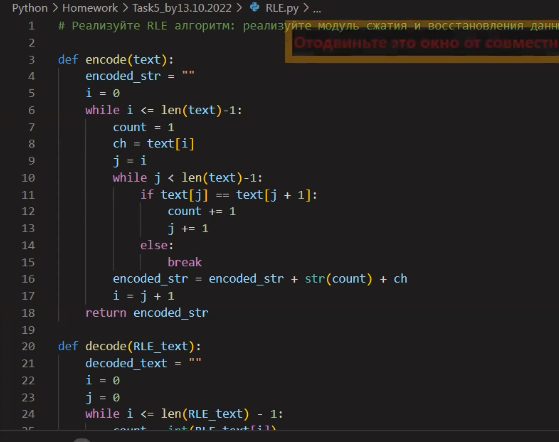 Python > Homework > Task5_by13.10.2022 > RLE.py > ...
1 # Реализуйте RLE алгоритм: реализуйте модуль сжатия и восстановления
Отодвиньте это окно от
2
3 def encode(text):
4     encoded_str = ""
5     i = 0
6     while i <= len(text)-1:
7         count = 1
8         ch = text[i]
9         j = i
10         while j < len(text)-1:
11             if text[j] == text[j + 1]:
12                 count += 1
13                 j += 1
14             else:
15                 break
16         encoded_str = encoded_str + str(count) + ch
17         i = j + 1
18     return encoded_str
19
20 def decode(RLE_text):
21     decoded_text = ""
22     i = 0
23     j = 0
24     while i <= len(RLE_text) - 1:
25         count = int(RLE_text[i])